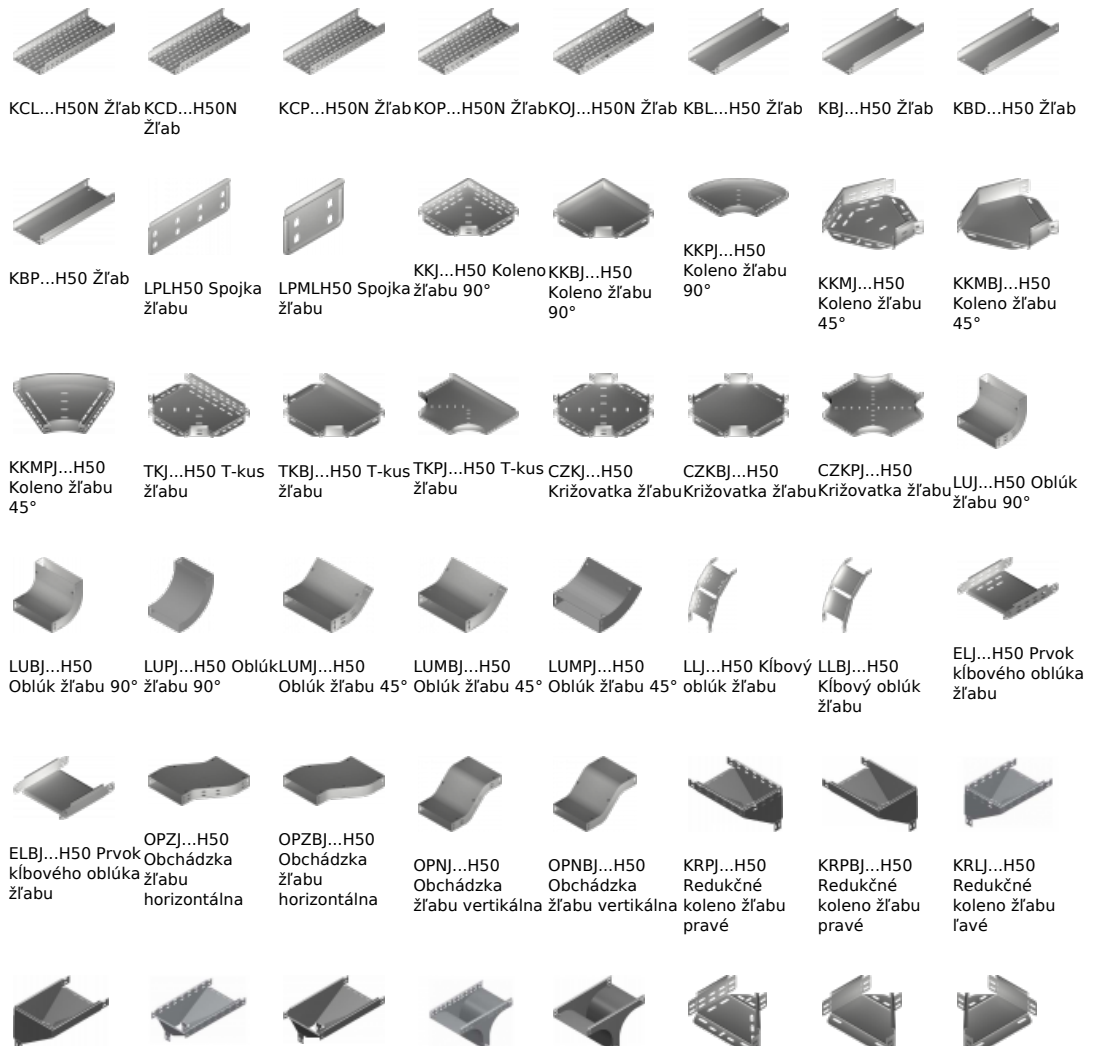 KCL...H50N Žľab
KCD...H50N
Žľab
KCP...H50N Žľab
KOP...H50N Žľab
KOJ...H50N Žľab
KBL...H50 Žľab
KBJ...H50 Žľab
KBD...H50 Žľab
KBP...H50 Žľab
LPLH50 Spojka
žľabu
LPMLH50 Spojka
žľabu
KKJ...H50 Koleno
žľabu 90°
KKBJ...H50
Koleno žľabu
90°
KKPJ...H50
Koleno žľabu
90°
KKMJ...H50
Koleno žľabu
45°
KKMBJ...H50
Koleno žľabu
45°
KKMPJ...H50
Koleno žľabu
45°
TKJ...H50 T-kus
žľabu
TKBJ...H50 T-kus
žľabu
TKPJ...H50 T-kus
žľabu
CZKJ...H50
Križovatka žľabu
CZKBJ...H50
Križovatka žľabu
CZKPJ...H50
Križovatka žľabu
LUJ...H50 Oblúk
žľabu 90°
LUBJ...H50
Oblúk žľabu 90°
LUPJ...H50 Oblúk
žľabu 90°
LUMJ...H50
Oblúk žľabu 45°
LUMBJ...H50
Oblúk žľabu 45°
LUMPJ...H50
Oblúk žľabu 45°
LLJ...H50 Kĺbový
oblúk žľabu
LLBJ...H50
Kĺbový oblúk
žľabu
ELJ...H50 Prvok
kĺbového oblúka
žľabu
ELBJ...H50 Prvok
kĺbového oblúka
žľabu
OPZJ...H50
Obchádzka
žľabu
horizontálna
OPZBJ...H50
Obchádzka
žľabu
horizontálna
OPNJ...H50
Obchádzka
žľabu vertikálna
OPNBJ...H50
Obchádzka
žľabu vertikálna
KRPJ...H50
Redukčné
koleno žľabu
pravé
KRPBJ...H50
Redukčné
koleno žľabu
pravé
KRLJ...H50
Redukčné
koleno žľabu
ľavé